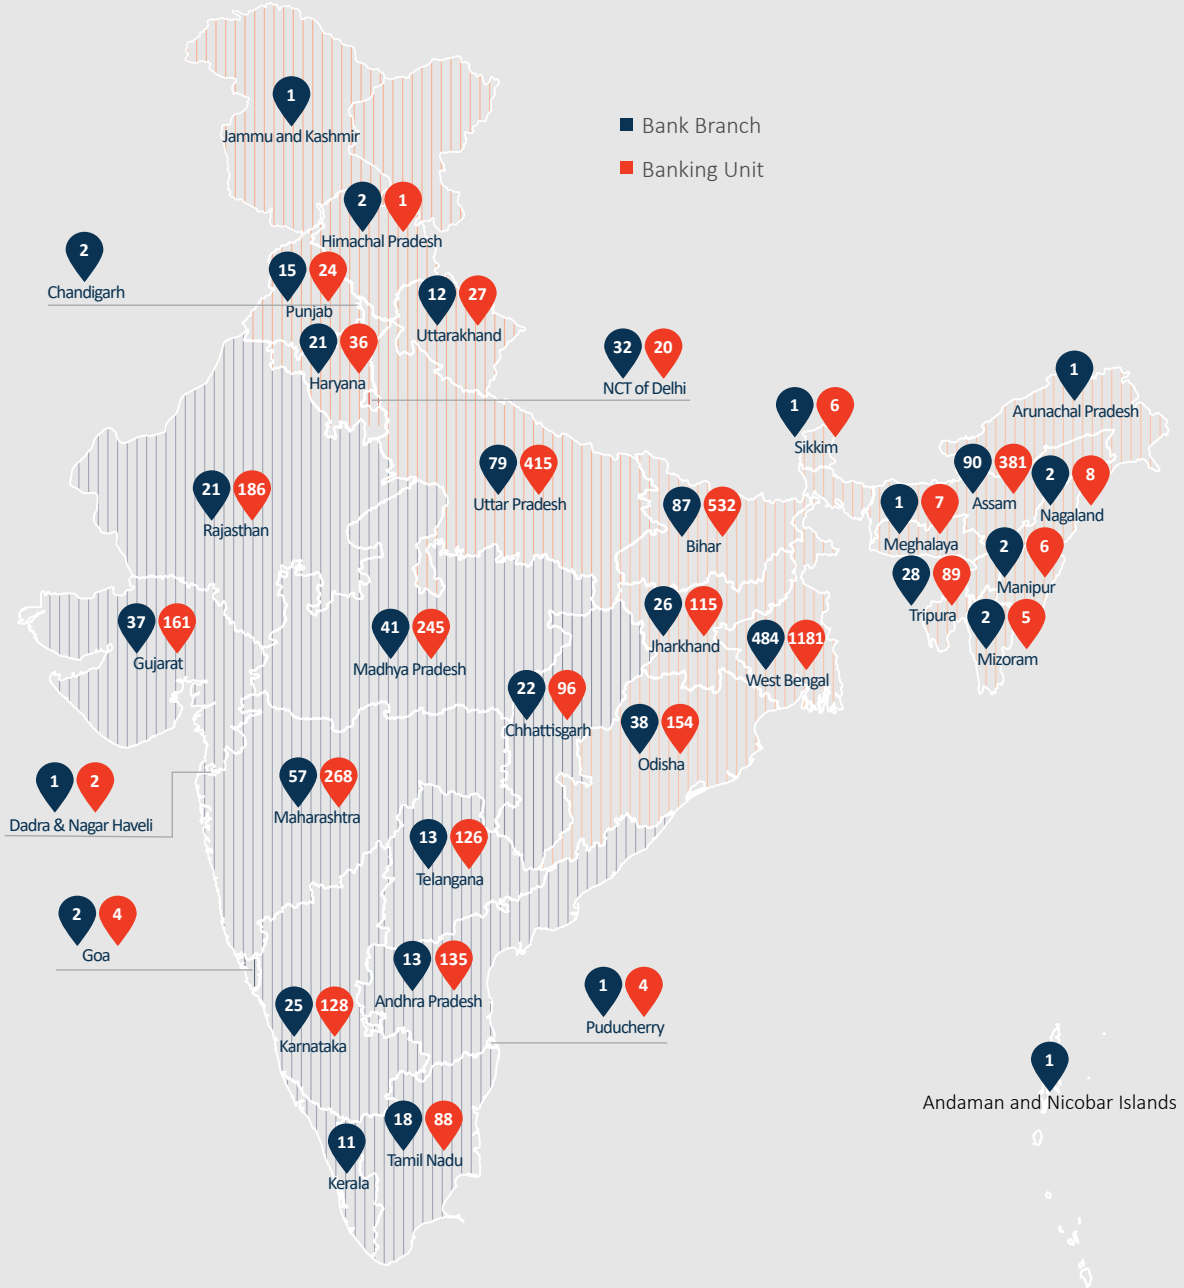 1
Jammu and Kashmir
Bank Branch
Banking Unit
2 1
Himachal Pradesh
2
Chandigarh
15 24
Punjab
12 27
Uttarakhand
21 36
Haryana
32 20
NCT of Delhi
1
Arunachal Pradesh
1 6
Sikkim
79 415
Uttar Pradesh
90 381
Assam
2 8
Nagaland
21 186
Rajasthan
87 532
Bihar
1 7
Meghalaya
2 6
Manipur
28 89
Tripura
2 5
Mizoram
37 161
Gujarat
41 245
Madhya Pradesh
26 115
Jharkhand
484 1181
West Bengal
22 96
Chhattisgarh
38 154
Odisha
1 2
Dadra & Nagar Haveli
57 268
Maharashtra
13 126
Telangana
2 4
Goa
13 135
Andhra Pradesh
1 4
Puducherry
25 128
Karnataka
1
Andaman and Nicobar Islands
18 88
Tamil Nadu
11
Kerala